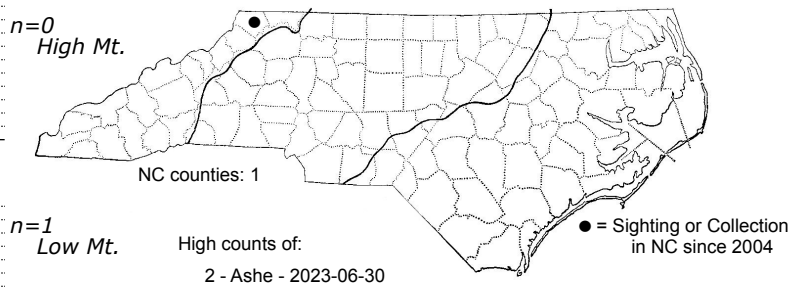 n=0
High Mt.
NC counties: 1
n=1
Low Mt.
High counts of:
2 - Ashe - 2023-06-30
● = Sighting or Collection
in NC since 2004